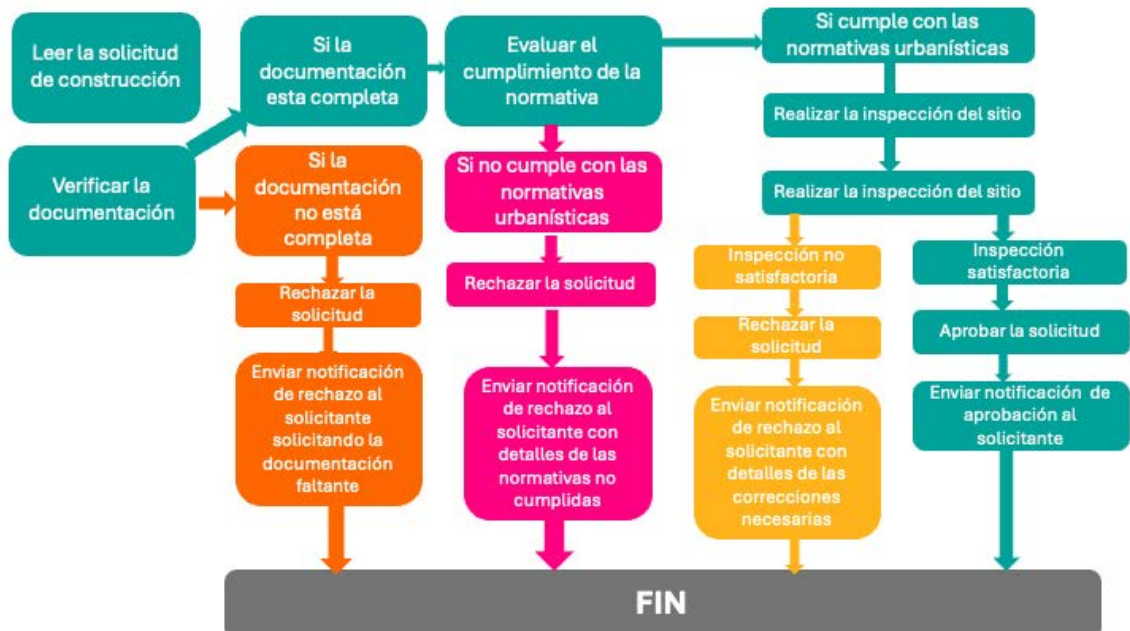 Leer la solicitud
de construcción
Si la
documentación
esta completa
Evaluar el
cumplimiento de la
normativa
Si cumple con las
normativas urbanísticas
Realizar la inspección del sitio
Verificar la
documentación
Si la
documentación
no está
completa
Si no cumple con las
normativas
urbanísticas
Realizar la inspección del sitio
Inspección no
satisfactoria
Inspección
satisfactoria
Rechazar la
solicitud
Rechazar la solicitud
Rechazar la
solicitud
Aprobar la solicitud
Enviar notificación
de rechazo al
solicitante
solicitando la
documentación
faltante
Enviar notificación
de rechazo al
solicitante con
detalles de las
normativas no
cumplidas
Enviar notificación
de rechazo al
solicitante con
detalles de las
correcciones
necesarias
Enviar notificación de
aprobación al
solicitante
FIN